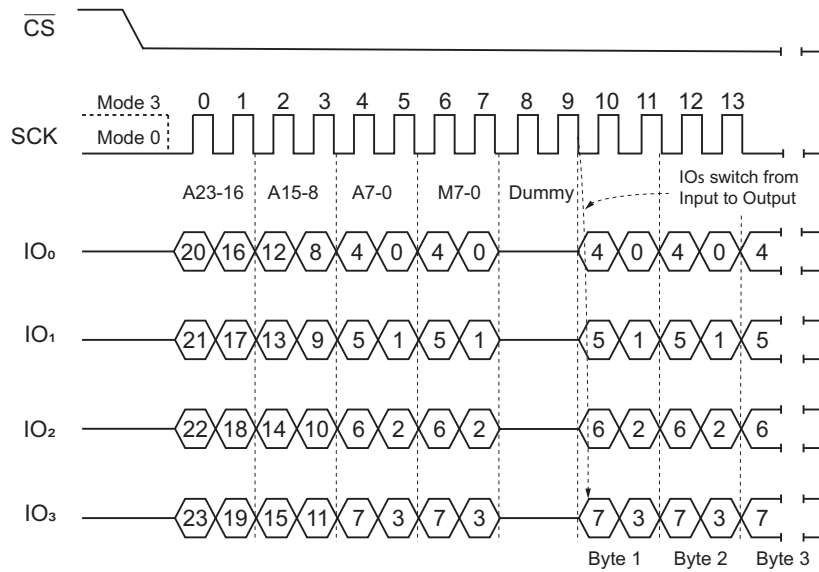 CS
Mode 3 0 1 2 3 4 5 6 7 8 9 10 11 12 13
SCK
Mode 0
A23-16 A15-8 A7-0 M7-0 Dummy
IOs switch from
Input to Output
IO₀ 20 16 12 8 4 0 4 0 4 0 4 0 4
IO₁ 21 17 13 9 5 1 5 1 5 1 5 1 5
IO₂ 22 18 14 10 6 2 6 2 6 2 6 2 6
IO₃ 23 19 15 11 7 3 7 3 7 3 7 3 7
Byte 1 Byte 2 Byte 3